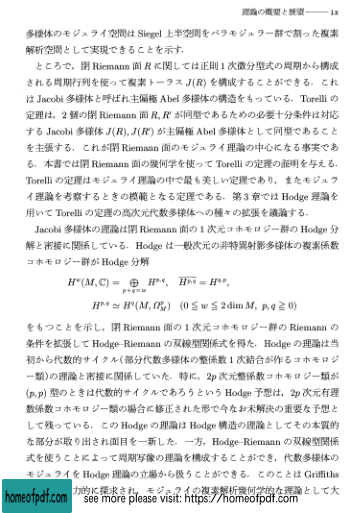 理論の概要と展望——ix
多様体のモジュライ空間は Siegel 上半空間をパラモジュラー群で割った複素
解析空間として実現できることを示す.
ところで，閉 Riemann 面 R に関しては正則 1 次微分型式の周期から構成
される周期行列を使って複素トーラス J(R) を構成することができる．これ
は Jacobi 多様体と呼ばれ主偏極 Abel 多様体の構造をもっている．Torelli の
定理は，2 個の閉 Riemann 面 R, R′ が同型であるための必要十分条件は対応
する Jacobi 多様体 J(R), J(R′) が主偏極 Abel 多様体として同型であること
を主張する．これが閉 Riemann 面のモジュライ理論の中心になる事実であ
る．本書では閉 Riemann 面の幾何学を使って Torelli の定理の証明を与える.
Torelli の定理はモジュライ理論の中で最も美しい定理であり，またモジュラ
イ理論を考察するときの模範となる定理である．第 3 章では Hodge 理論を
用いて Torelli の定理の高次元代数多様体への種々の拡張を議論する.
Jacobi 多様体の理論は閉 Riemann 面の 1 次元コホモロジー群の Hodge 分
解と密接に関係している．Hodge は一般次元の非特異射影多様体の複素係数
コホモロジー群が Hodge 分解
H^w(M, ℂ) = ⊕_{p+q=w} H^{p,q}, \overline{H^{p,q}} = H^{q,p},
H^{p,q} ≃ H^q(M, Ω_M^p) (0 ≦ w ≦ 2 dim M, p, q ≧ 0)
をもつことを示し，閉 Riemann 面の 1 次元コホモロジー群の Riemann の
条件を拡張して Hodge–Riemann の双線型関係式を得た．Hodge の理論は当
初から代数的サイクル(部分代数多様体の整係数 1 次結合が作るコホモロジ
ー類)の理論と密接に関係していた．特に，2p 次元整係数コホモロジー類が
(p, p) 型のときは代数的サイクルであろうという Hodge 予想は，2p 次元有理
数係数コホモロジー類の場合に修正された形で今なお未解決の重要な予想と
して残っている．この Hodge の理論は Hodge 構造の理論としてその本質的
な部分が取り出され面目を一新した．一方，Hodge–Riemann の双線型関係
式を使うことによって周期写像の理論を構成することができ，代数多様体の
モジュライを Hodge 理論の立場から扱うことができる．このことは Griffiths
力的に探求され，モジュライの複素解析幾何学的な理論として大
homeofpdf.com see more please visit: https://homeofpdf.com